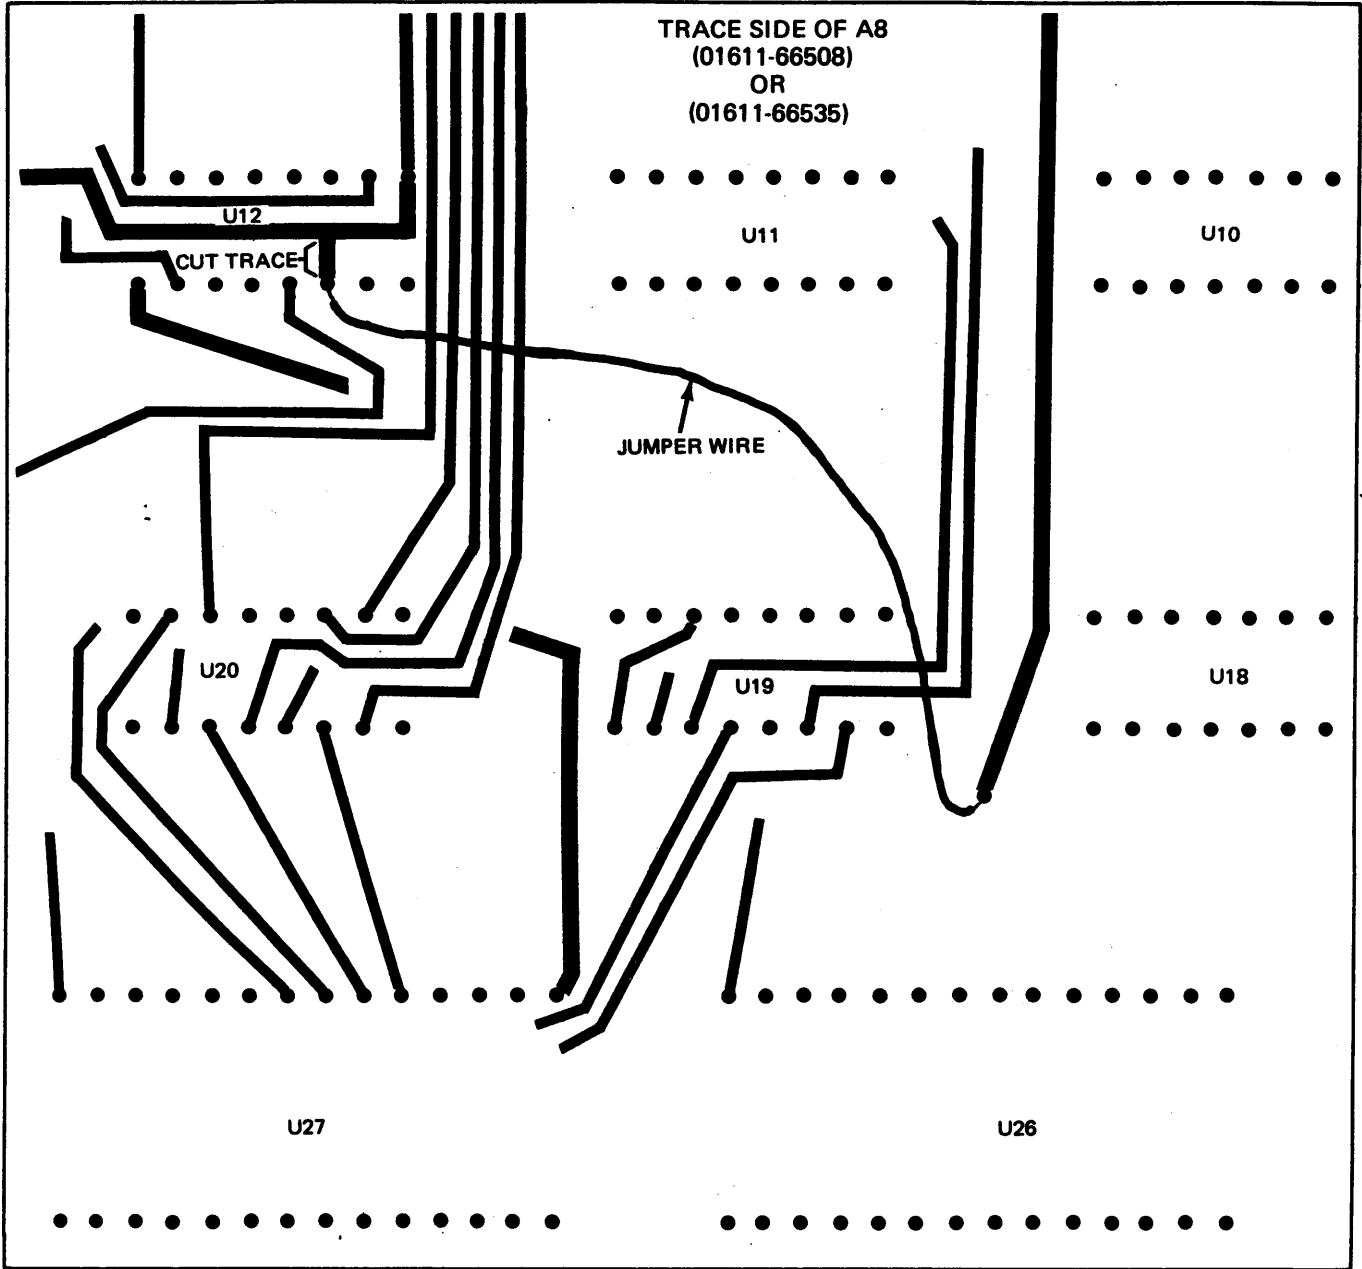 TRACE SIDE OF A8
(01611-66508)
OR
(01611-66535)
U12
U11
U10
CUT TRACE
JUMPER WIRE
U20
U19
U18
U27
U26